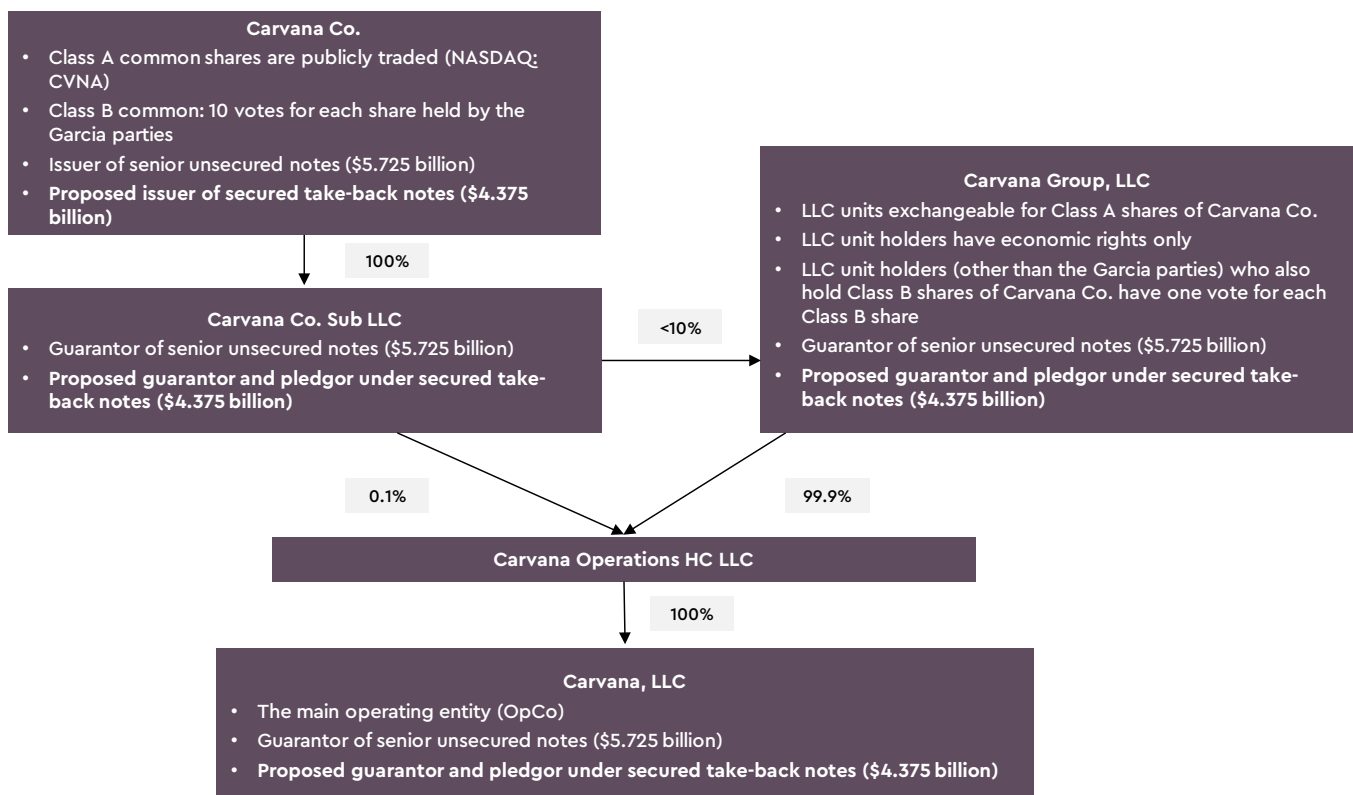 Carvana Co.
• Class A common shares are publicly traded (NASDAQ:
CVNA)
• Class B common: 10 votes for each share held by the
Garcia parties
• Issuer of senior unsecured notes ($5.725 billion)
• Proposed issuer of secured take-back notes ($4.375
billion)
100%
Carvana Co. Sub LLC
• Guarantor of senior unsecured notes ($5.725 billion)
• Proposed guarantor and pledgor under secured take-
back notes ($4.375 billion)
<10%
Carvana Group, LLC
• LLC units exchangeable for Class A shares of Carvana Co.
• LLC unit holders have economic rights only
• LLC unit holders (other than the Garcia parties) who also
hold Class B shares of Carvana Co. have one vote for each
Class B share
• Guarantor of senior unsecured notes ($5.725 billion)
• Proposed guarantor and pledgor under secured take-
back notes ($4.375 billion)
0.1%
99.9%
Carvana Operations HC LLC
100%
Carvana, LLC
• The main operating entity (OpCo)
• Guarantor of senior unsecured notes ($5.725 billion)
• Proposed guarantor and pledgor under secured take-back notes ($4.375 billion)